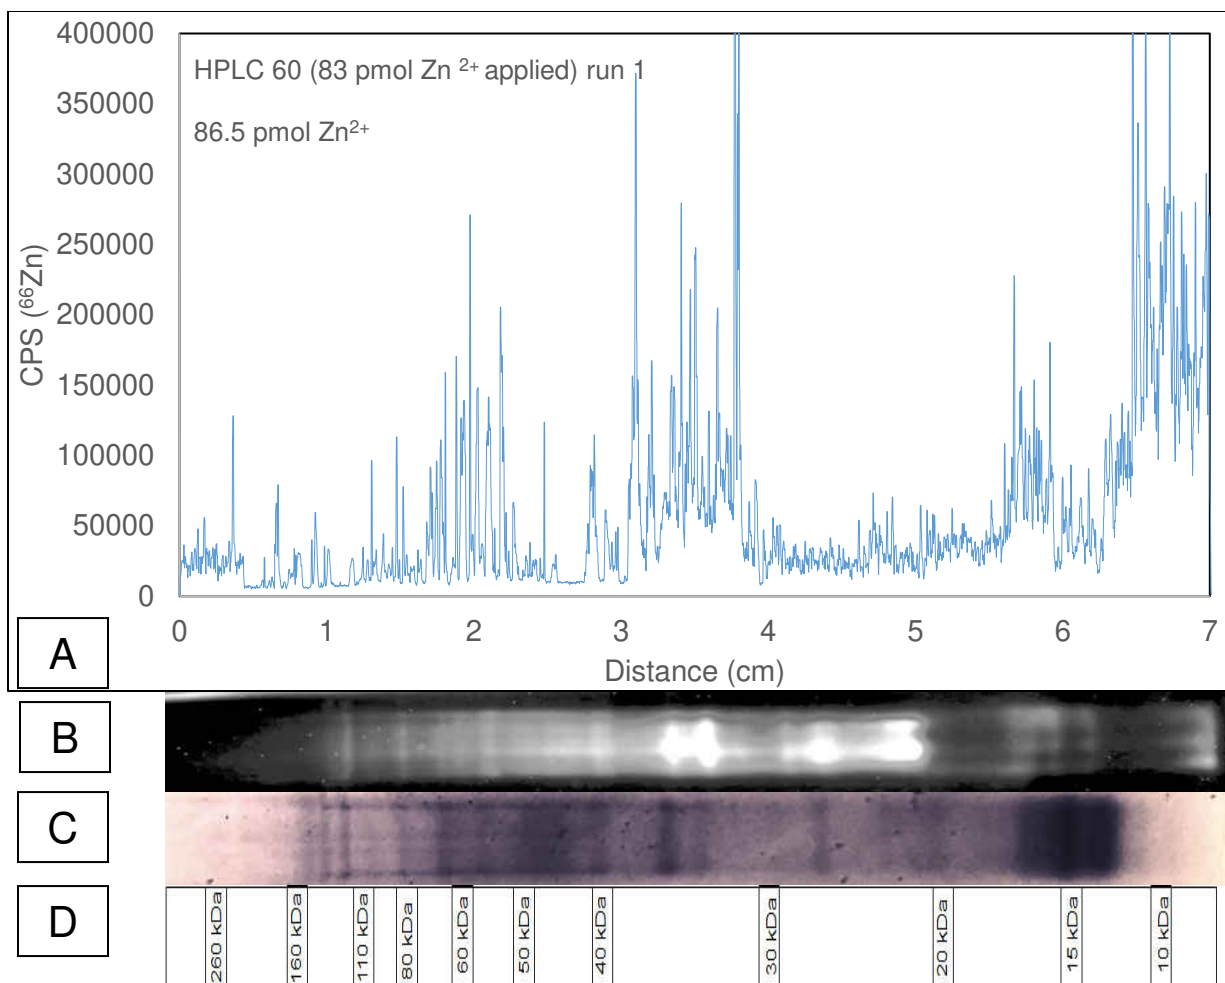 400000
350000
300000
250000
200000
150000
100000
50000
0
CPS (⁶⁶Zn)
HPLC 60 (83 pmol Zn ²⁺ applied) run 1
86.5 pmol Zn²⁺
0 1 2 3 4 5 6 7
Distance (cm)
A
B
C
D
260 kDa
160 kDa
110 kDa
80 kDa
60 kDa
50 kDa
40 kDa
30 kDa
20 kDa
15 kDa
10 kDa